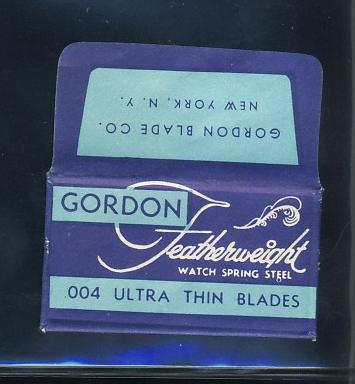 GORDON BLADE CO.
NEW YORK, N. Y.
GORDON
Featherweight
WATCH SPRING STEEL
.004 ULTRA THIN BLADES